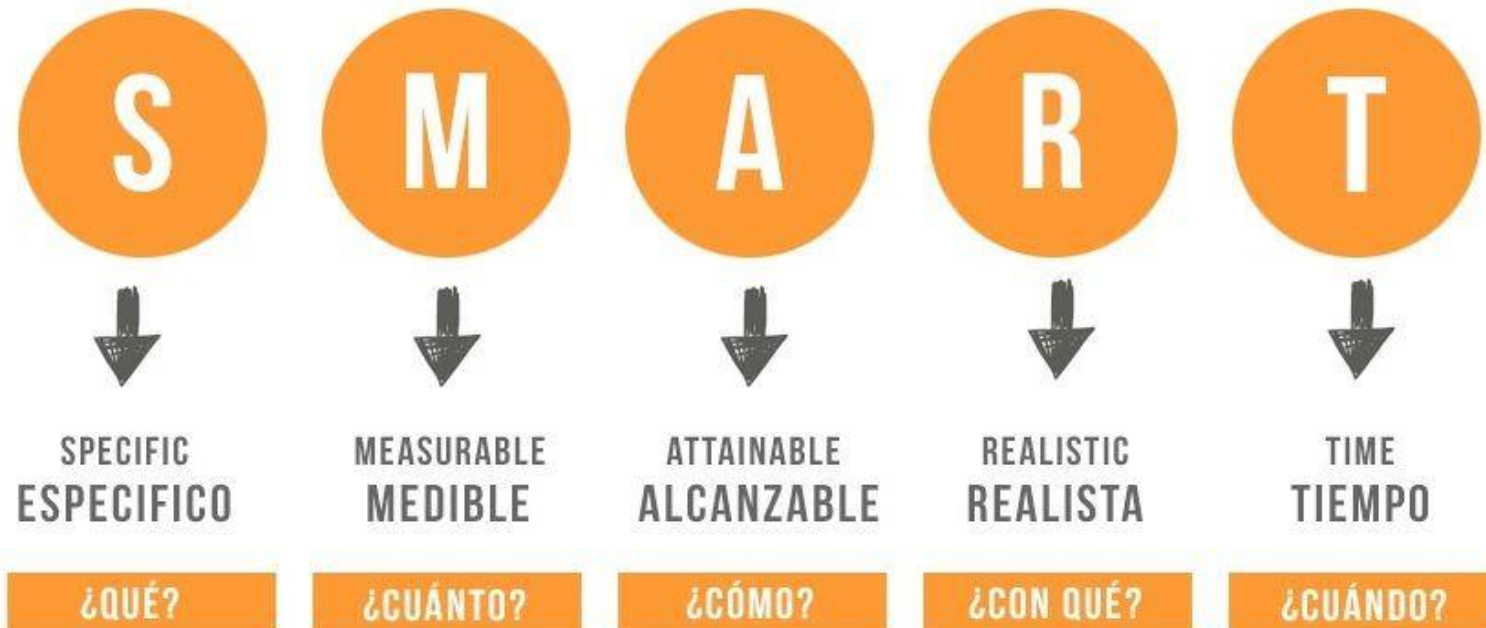 S M A R T
SPECIFIC MEASURABLE ATTAINABLE REALISTIC TIME
ESPECIFICO MEDIBLE ALCANZABLE REALISTA TIEMPO
¿QUÉ? ¿CUÁNTO? ¿CÓMO? ¿CON QUÉ? ¿CUÁNDO?